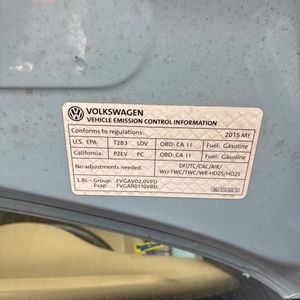 VOLKSWAGEN
VEHICLE EMISSION CONTROL INFORMATION
Conforms to regulations: 2015 MY
U.S. EPA: T2B3 LDV OBD: CA II Fuel: Gasoline
California: PZEV PC OBD: CA II Fuel: Gasoline
No adjustments needed. DFI/TC/CAC/AIR/
WU-TWC/TWC/WR-HO2S/HO2S
1.8L - Group: FVGAV02.0VPD
Evap: FVGAR0110VBD